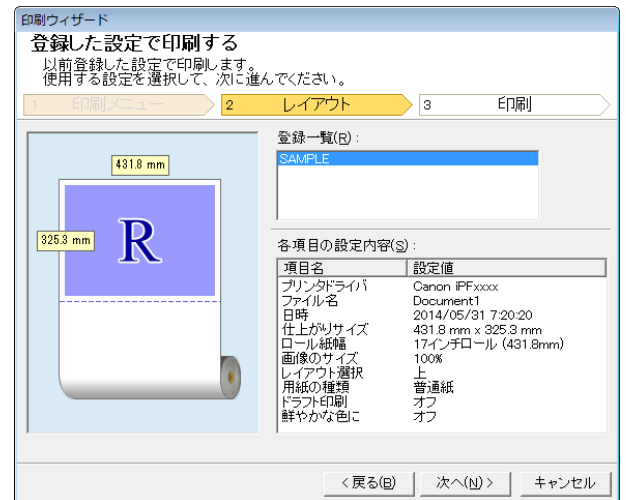 印刷ウィザード
登録した設定で印刷する
以前登録した設定で印刷します。
使用する設定を選択して、次に進んでください。
1 印刷メニュー 2 レイアウト 3 印刷
431.8 mm
325.3 mm
R
登録一覧(R):
SAMPLE
各項目の設定内容(S):
項目名 設定値
プリンタドライバ Canon iPFxxxx
ファイル名 Document1
日時 2014/05/31 7:20:20
仕上がりサイズ 431.8 mm x 325.3 mm
ロール紙幅 17インチロール (431.8mm)
画像のサイズ 100%
レイアウト選択 上
用紙の種類 普通紙
ドラフト印刷 オフ
鮮やかな色に オフ
< 戻る(B) 次へ(N) > キャンセル